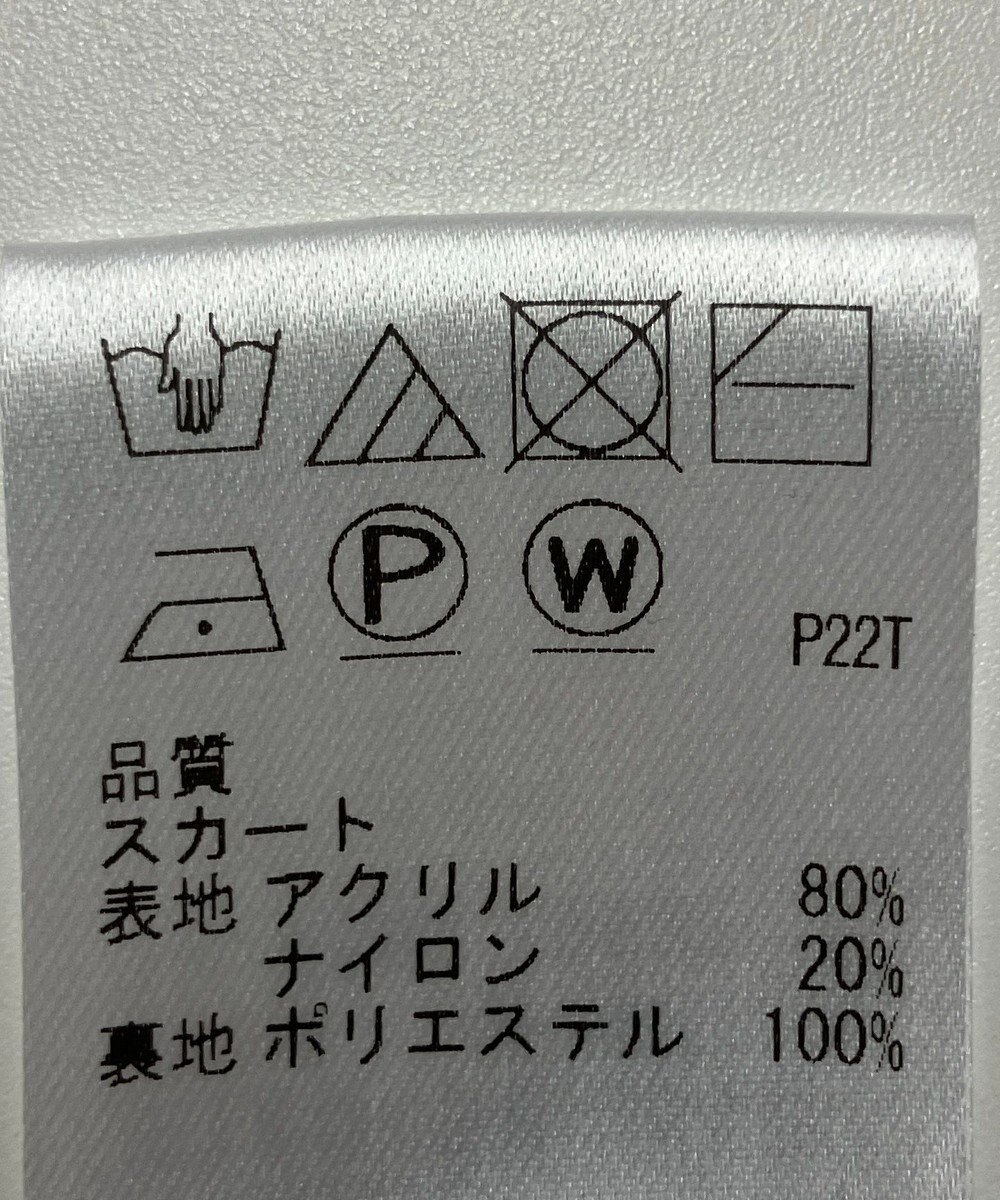 P W
P22T
品質
スカート
表地 アクリル 80%
ナイロン 20%
裏地 ポリエステル 100%